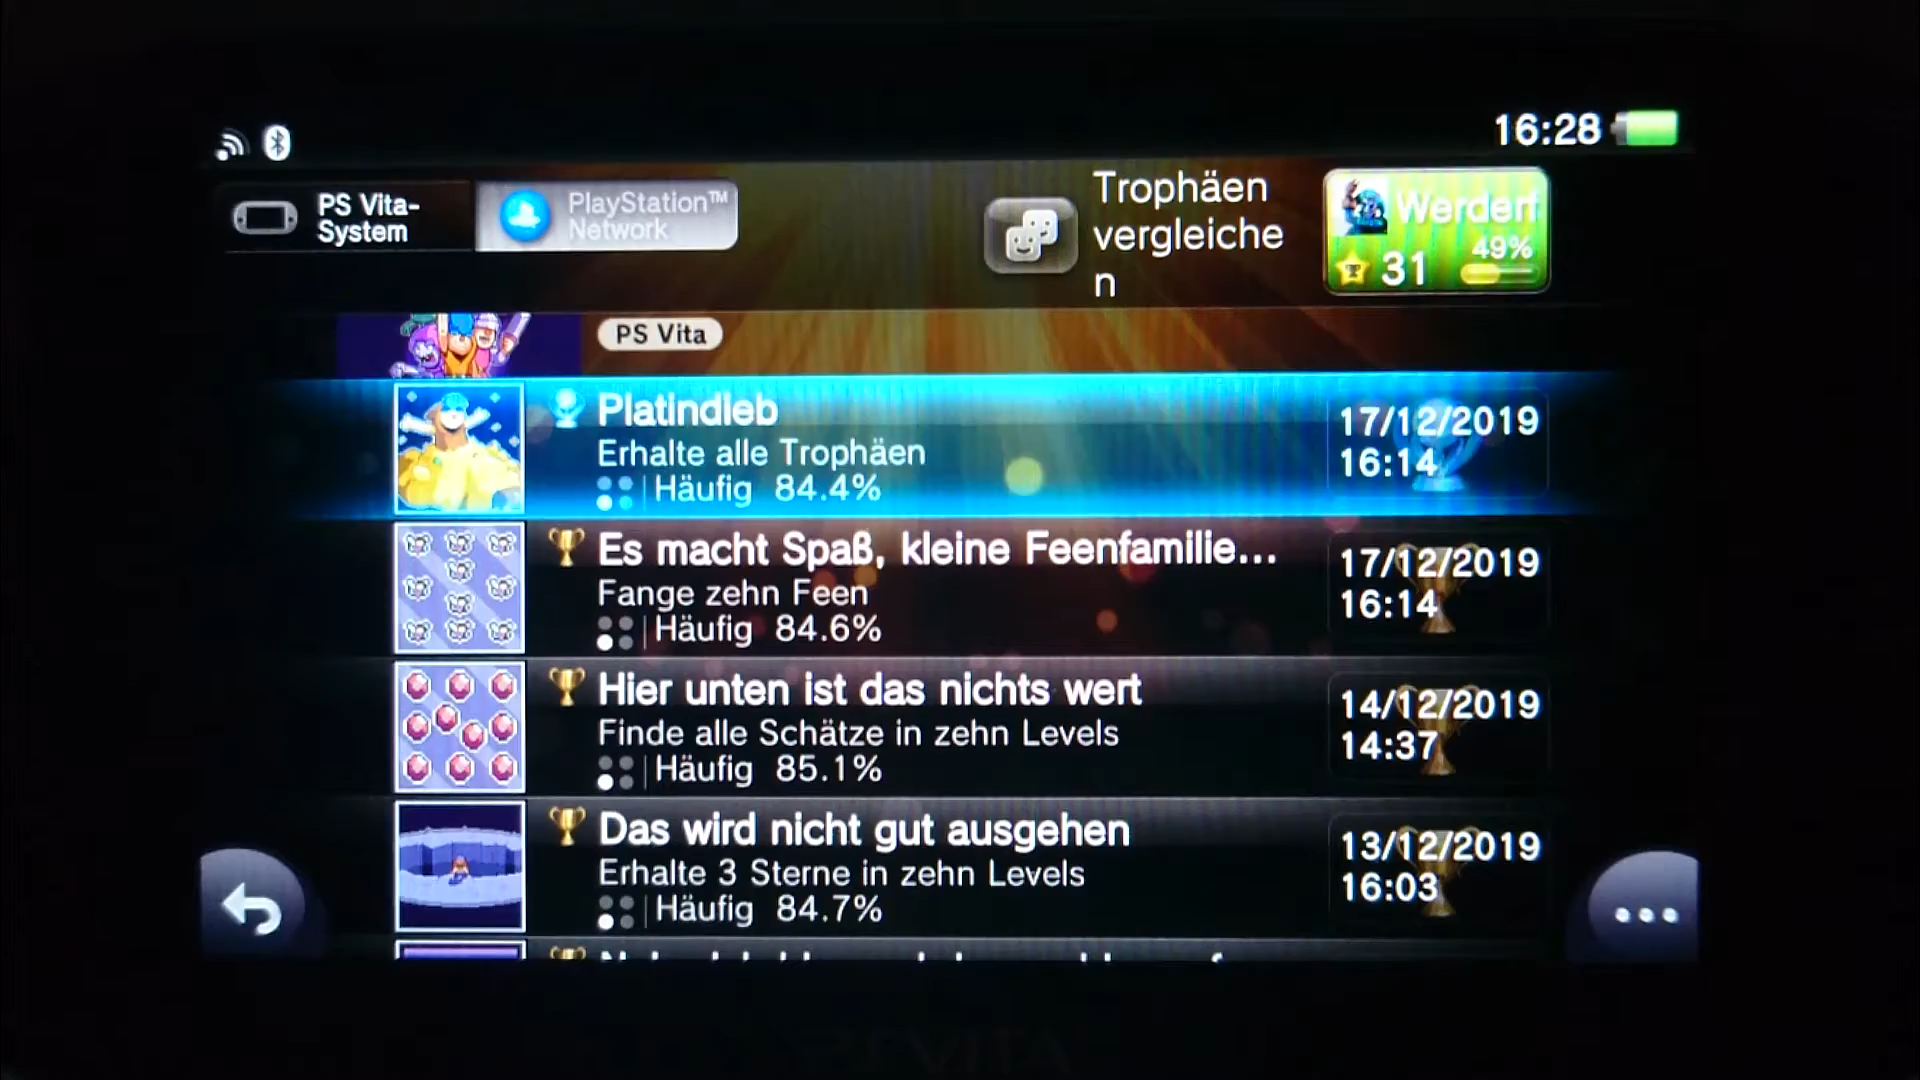 16:28
PS Vita-
System
PlayStation™
Network
Trophäen
vergleiche
n
Werderf
49%
31
PS Vita
Platindieb
Erhalte alle Trophäen
Häufig 84.4%
17/12/2019
16:14
Es macht Spaß, kleine Feenfamilie...
Fange zehn Feen
Häufig 84.6%
17/12/2019
16:14
Hier unten ist das nichts wert
Finde alle Schätze in zehn Levels
Häufig 85.1%
14/12/2019
14:37
Das wird nicht gut ausgehen
Erhalte 3 Sterne in zehn Levels
Häufig 84.7%
13/12/2019
16:03
PSVITA